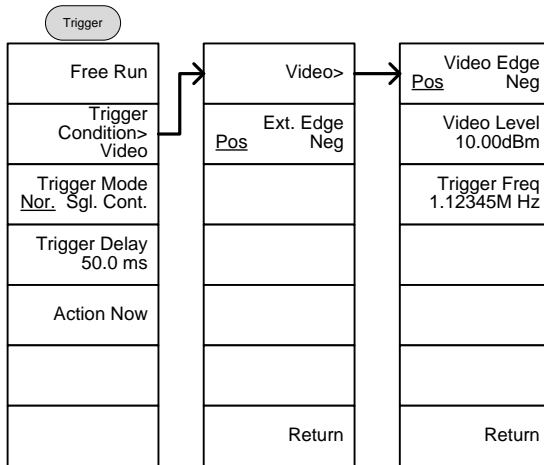 Trigger
Free Run
Trigger
Condition>
Video
Trigger Mode
Nor. Sgl. Cont.
Trigger Delay
50.0 ms
Action Now
Video>
Ext. Edge
Pos Neg
Return
Video Edge
Pos Neg
Video Level
10.00dBm
Trigger Freq
1.12345M Hz
Return